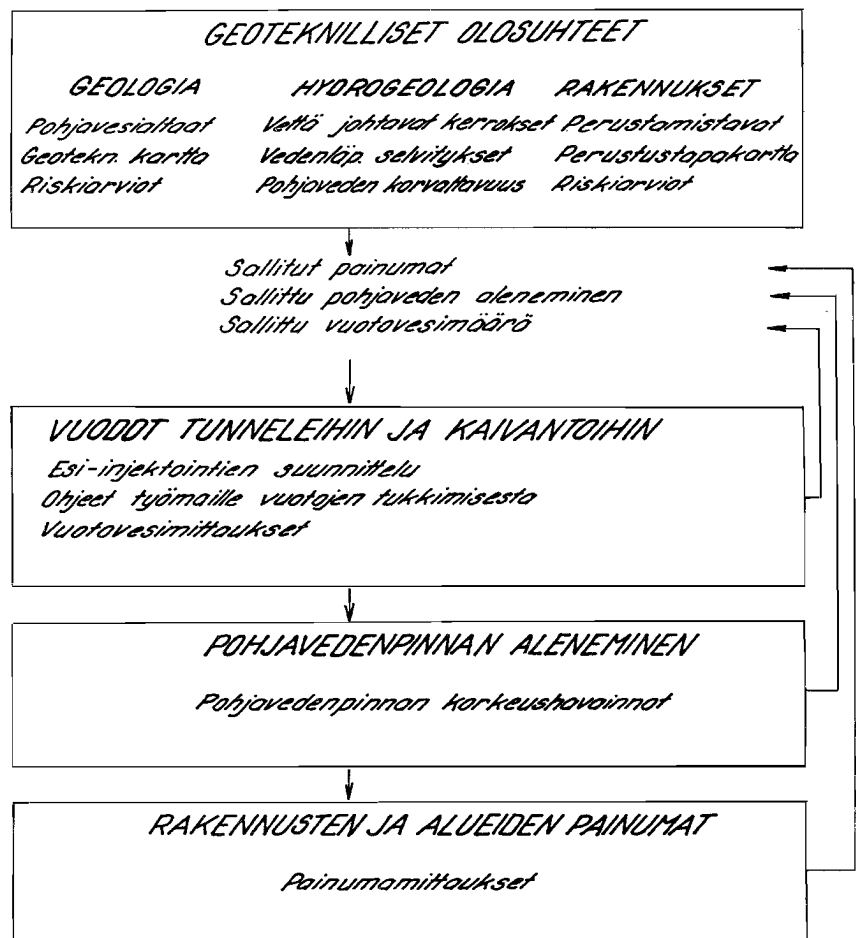 GEOTEKNILLISET OLOSUHTEET
GEOLOGIA HYDROGEOLOGIA RAKENNUKSET
Pohjavesialtaat Vettä johtavat kerrokset Perustamistavat
Geotekn. kartta Vedenläp. selvitykset Perustustapakartta
Riskiarviot Pohjaveden korvattavuus Riskiarviot
Sallitut painumat
Sallittu pohjaveden aleneminen
Sallittu vuotovesimäärä
VUODOT TUNNELEIHIN JA KAIVANTOIHIN
Esi-injektointien suunnittelu
Ohjeet työmaille vuotojen tukkimisesta
Vuotovesimittaukset
POHJAVEDENPINNAN ALENEMINEN
Pohjavedenpinnan korkeushavainnot
RAKENNUSTEN JA ALUEIDEN PAINUMAT
Painumamittaukset